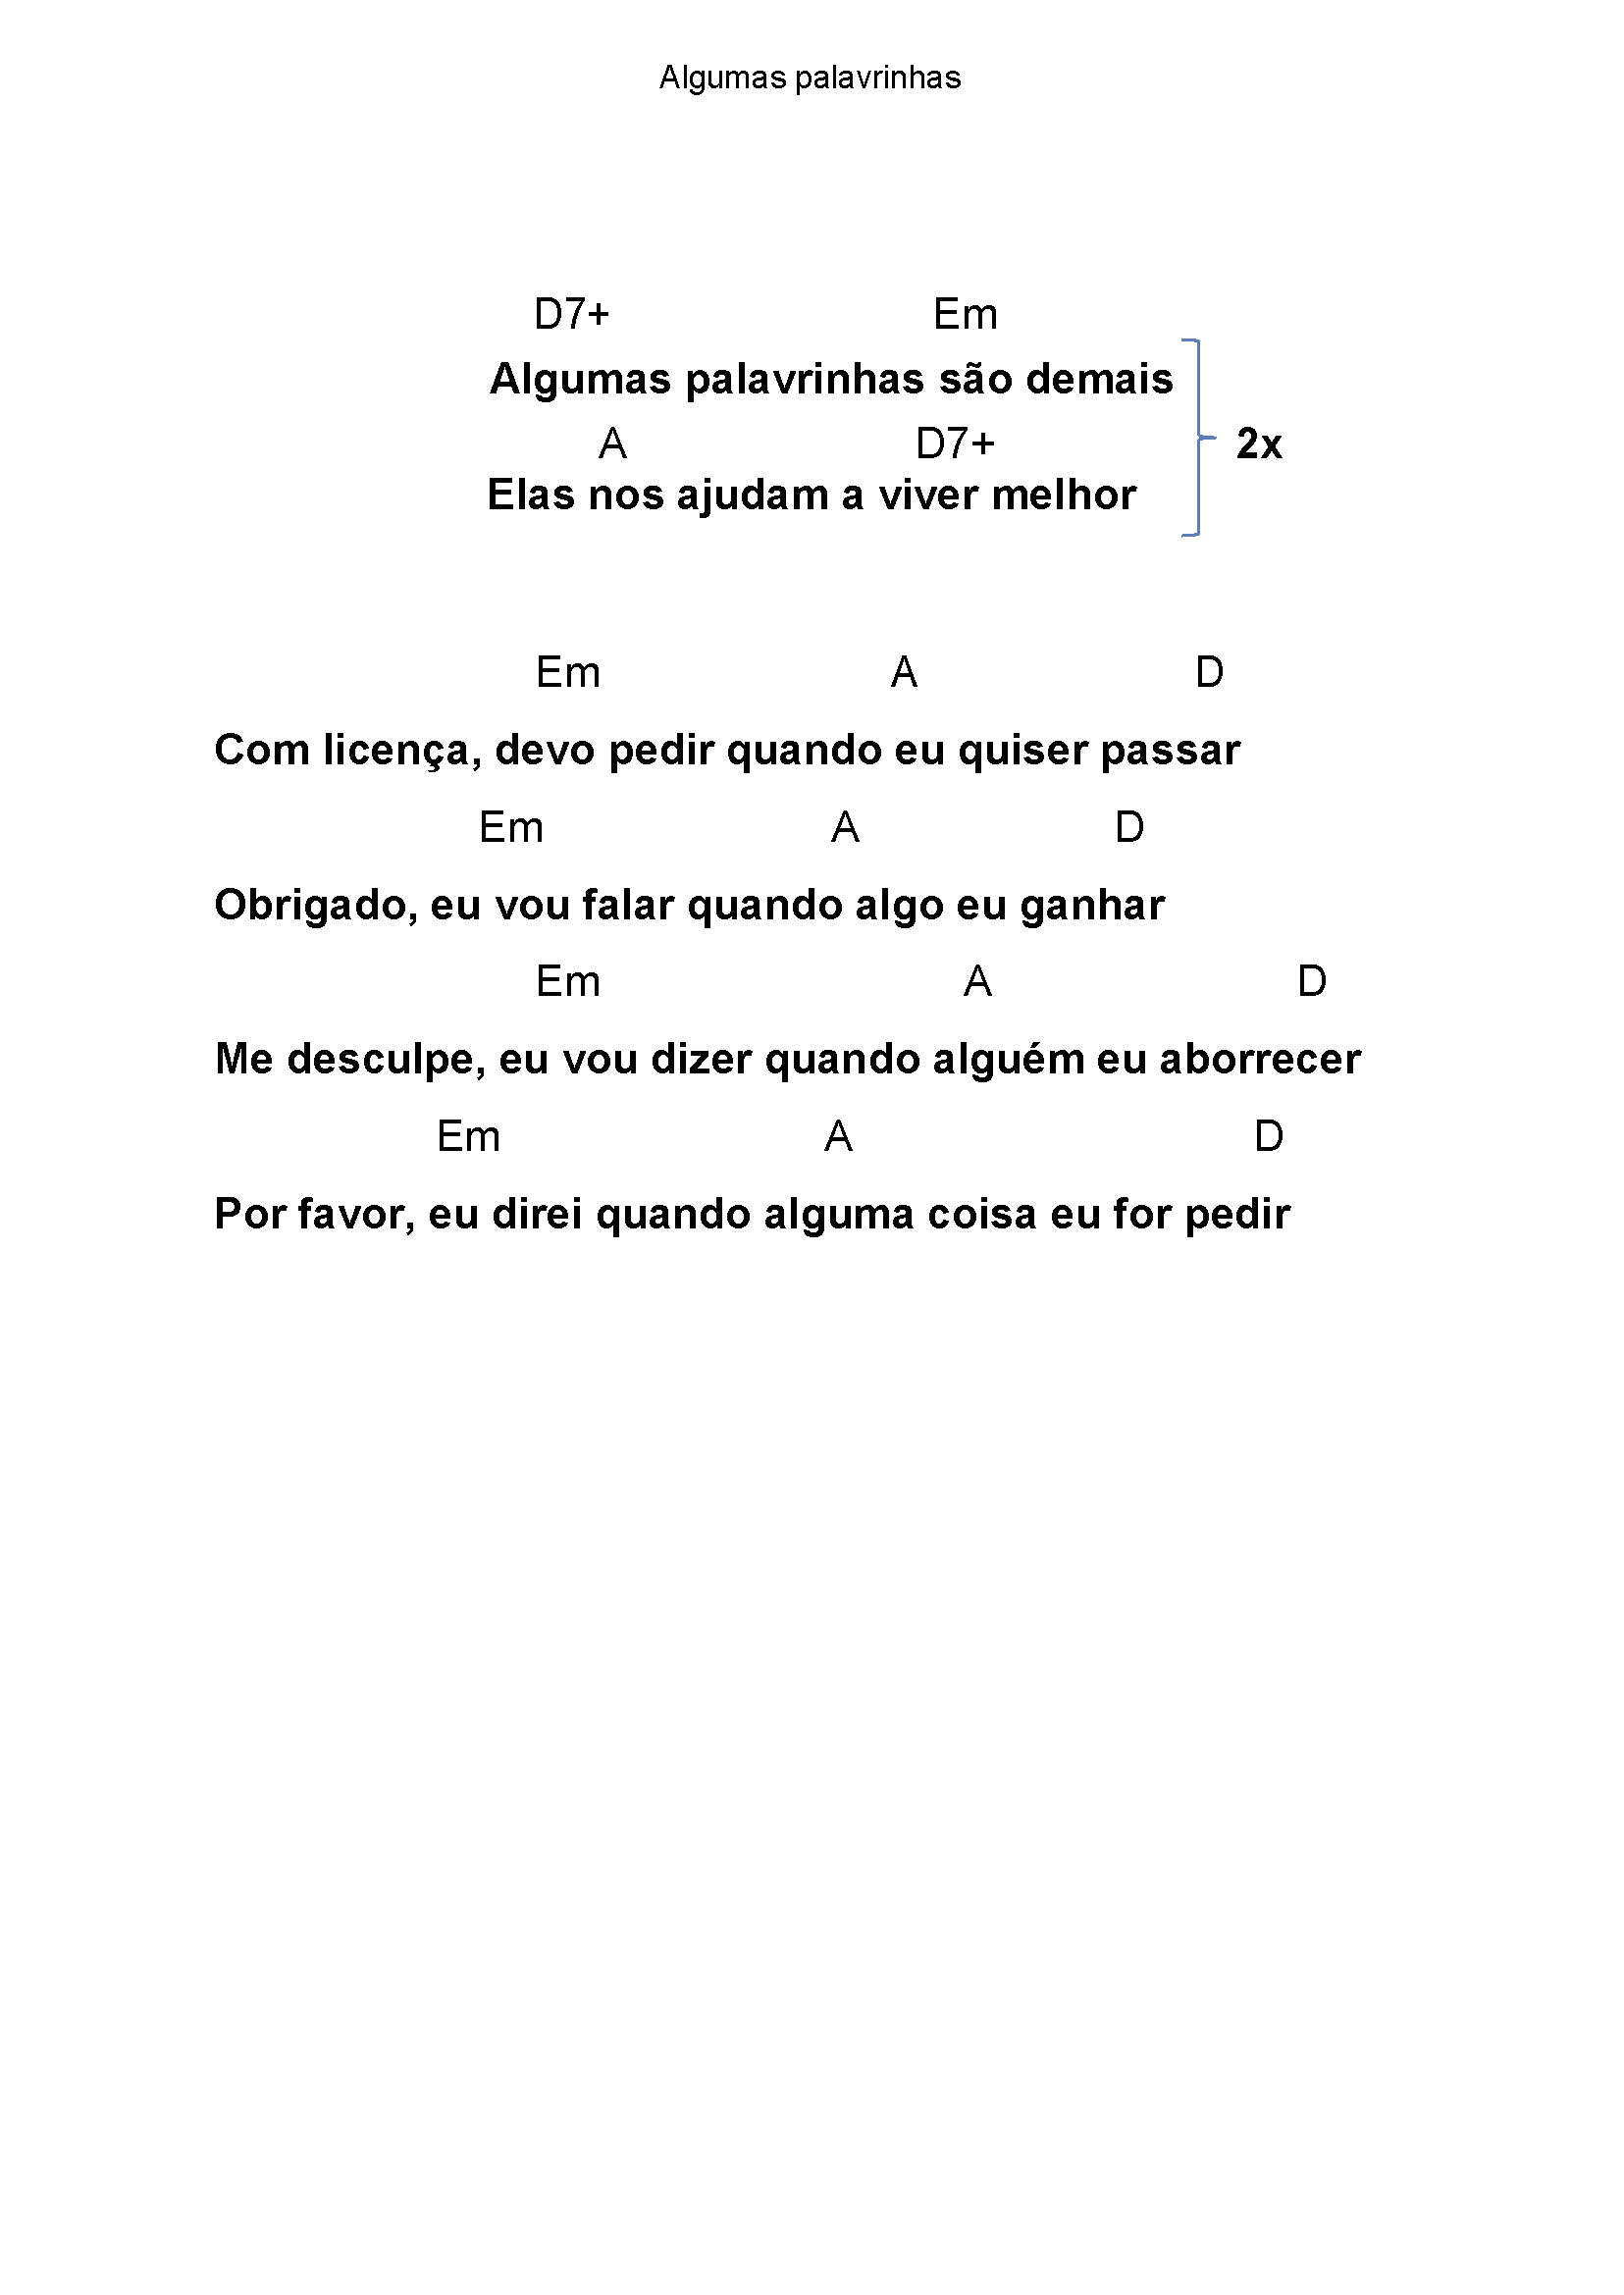 Algumas palavrinhas
D7+ Em
Algumas palavrinhas são demais
A D7+ 2x
Elas nos ajudam a viver melhor
Em A D
Com licença, devo pedir quando eu quiser passar
Em A D
Obrigado, eu vou falar quando algo eu ganhar
Em A D
Me desculpe, eu vou dizer quando alguém eu aborrecer
Em A D
Por favor, eu direi quando alguma coisa eu for pedir